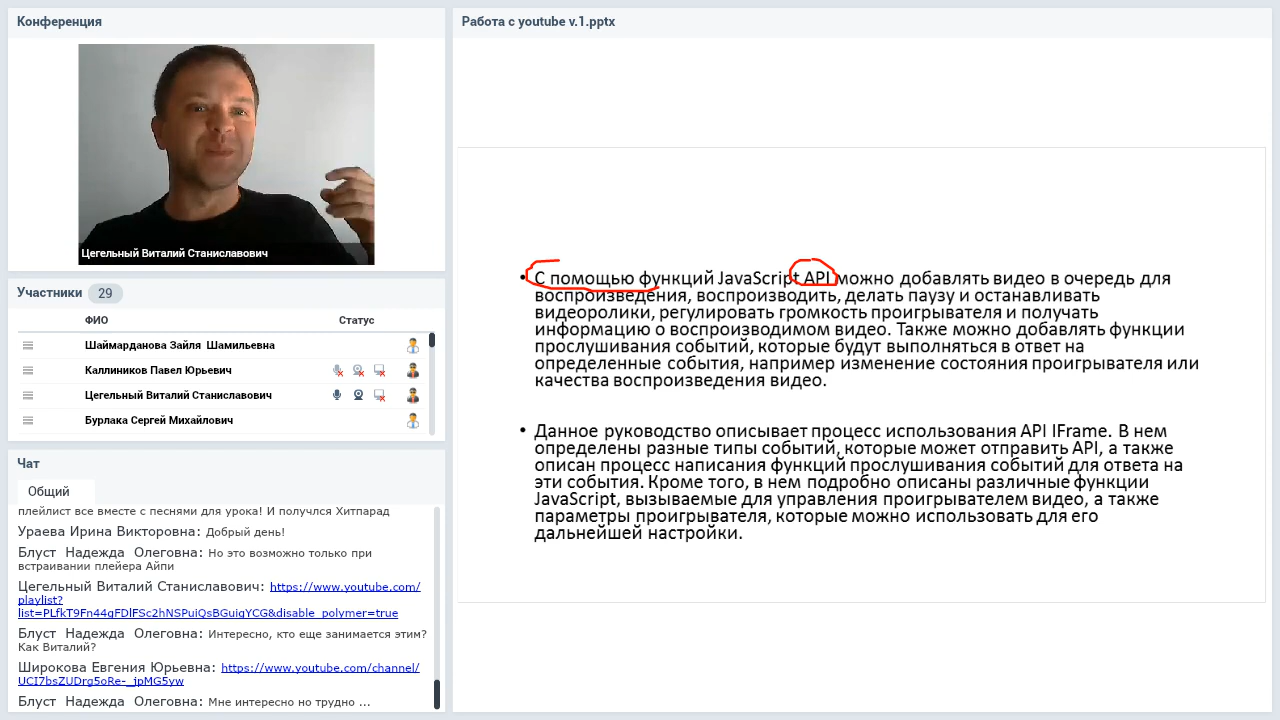 Конференция
Цегельный Виталий Станиславович
Участники 29
ФИО Статус
Шаймарданова Зайля Шамильевна
Каллиников Павел Юрьевич
Цегельный Виталий Станиславович
Бурлака Сергей Михайлович
Чат
Общий
плейлист все вместе с песнями для урока! И получлся Хитпарад
Ураева Ирина Викторовна: Добрый день!
Блуст Надежда Олеговна: Но это возможно только при
встраивании плейера Айпи
Цегельный Виталий Станиславович: https://www.youtube.com/
playlist?
list=PLfkT9Fn44gFDlFSc2hNSPuiQsBGuigYCG&disable_polymer=true
Блуст Надежда Олеговна: Интересно, кто еще занимается этим?
Как Виталий?
Широкова Евгения Юрьевна: https://www.youtube.com/channel/
UCI7bsZUDrg5oRe-_jpMG5yw
Блуст Надежда Олеговна: Мне интересно но трудно ...
Работа с youtube v.1.pptx
• С помощью функций JavaScript API можно добавлять видео в очередь для
воспроизведения, воспроизводить, делать паузу и останавливать
видеоролики, регулировать громкость проигрывателя и получать
информацию о воспроизводимом видео. Также можно добавлять функции
прослушивания событий, которые будут выполняться в ответ на
определенные события, например изменение состояния проигрывателя или
качества воспроизведения видео.
• Данное руководство описывает процесс использования API IFrame. В нем
определены разные типы событий, которые может отправить API, а также
описан процесс написания функций прослушивания событий для ответа на
эти события. Кроме того, в нем подробно описаны различные функции
JavaScript, вызываемые для управления проигрывателем видео, а также
параметры проигрывателя, которые можно использовать для его
дальнейшей настройки.